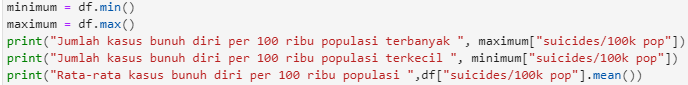 minimum = df.min()
maximum = df.max()
print("Jumlah kasus bunuh diri per 100 ribu populasi terbanyak ", maximum["suicides/100k pop"])
print("Jumlah kasus bunuh diri per 100 ribu populasi terkecil ", minimum["suicides/100k pop"])
print("Rata-rata kasus bunuh diri per 100 ribu populasi ",df["suicides/100k pop"].mean())